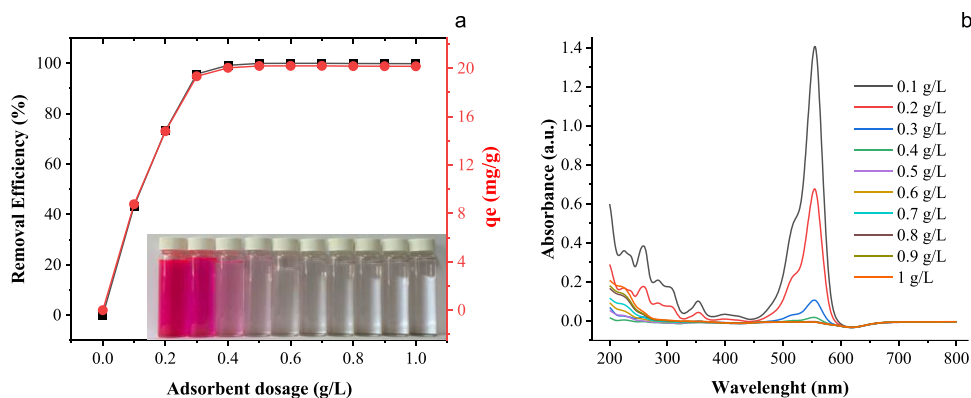 a
100
80
60
40
20
0
Removal Efficiency (%)
20
16
12
8
4
0
qe (mg/g)
0.0 0.2 0.4 0.6 0.8 1.0
Adsorbent dosage (g/L)
b
1.4
1.2
1.0
0.8
0.6
0.4
0.2
0.0
Absorbance (a.u.)
0.1 g/L
0.2 g/L
0.3 g/L
0.4 g/L
0.5 g/L
0.6 g/L
0.7 g/L
0.8 g/L
0.9 g/L
1 g/L
200 300 400 500 600 700 800
Wavelenght (nm)